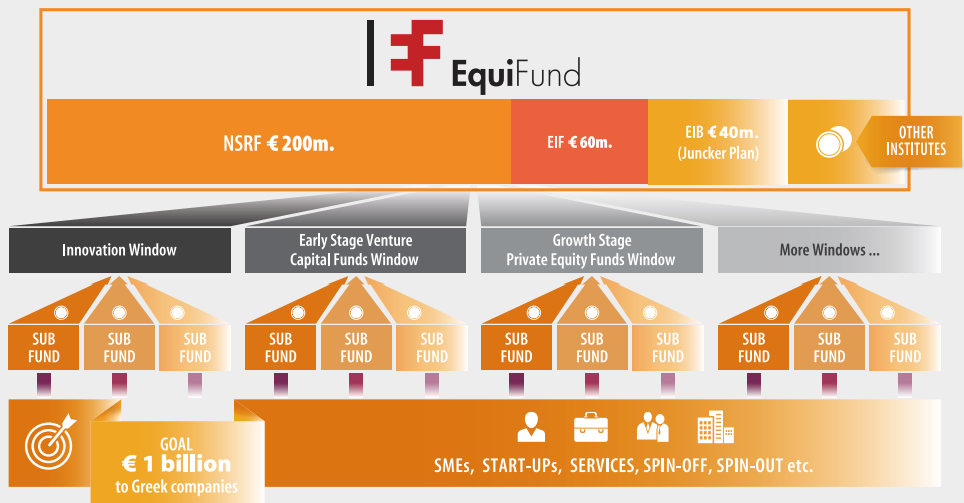 EquiFund
NSRF € 200m.
EIF € 60m.
EIB € 40m.
(Juncker Plan)
OTHER
INSTITUTES
Innovation Window
Early Stage Venture
Capital Funds Window
Growth Stage
Private Equity Funds Window
More Windows ...
SUB
FUND
SUB
FUND
SUB
FUND
SUB
FUND
SUB
FUND
SUB
FUND
SUB
FUND
SUB
FUND
SUB
FUND
SUB
FUND
SUB
FUND
SUB
FUND
GOAL
€ 1 billion
to Greek companies
SMEs, START-UPs, SERVICES, SPIN-OFF, SPIN-OUT etc.